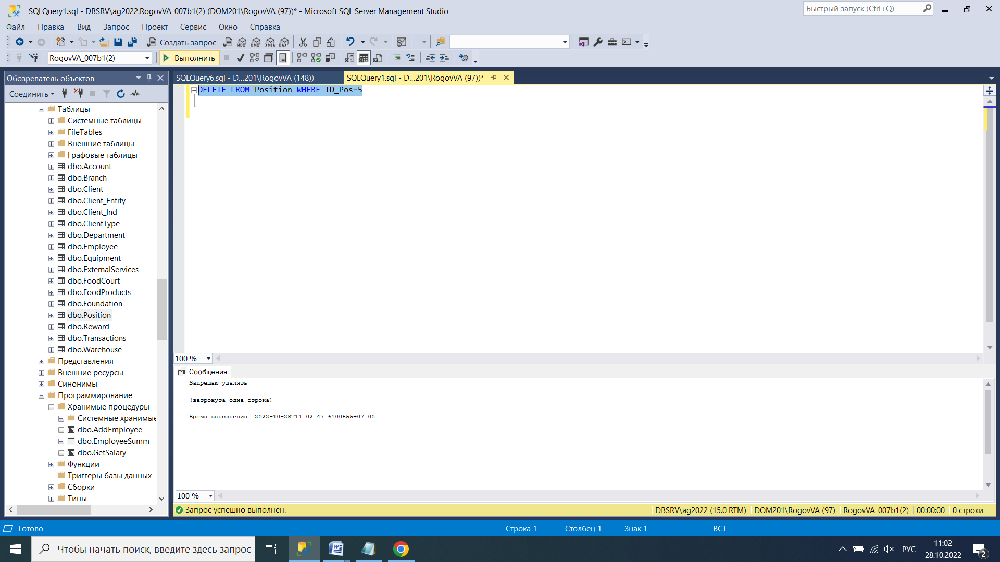 SQLQuery1.sql - DBSRV\ag2022.RogovVA_007b1(2) (DOM201\RogovVA (97))* - Microsoft SQL Server Management Studio
Быстрый запуск (Ctrl+Q)
Файл Правка Вид Запрос Проект Сервис Окно Справка
Создать запрос MDX DMX XMLA DAX
RogovVA_007b1(2) Выполнить
Обозреватель объектов
SQLQuery6.sql - D...201\RogovVA (148)) SQLQuery1.sql - D...201\RogovVA (97))*
Соединить
DELETE FROM Position WHERE ID_Pos=5
Таблицы
Системные таблицы
FileTables
Внешние таблицы
Графовые таблицы
dbo.Account
dbo.Branch
dbo.Client
dbo.Client_Entity
dbo.Client_Ind
dbo.ClientType
dbo.Department
dbo.Employee
dbo.Equipment
dbo.ExternalServices
dbo.FoodCourt
dbo.FoodProducts
dbo.Foundation
dbo.Position
dbo.Reward
dbo.Transactions
dbo.Warehouse
Представления
Внешние ресурсы
Синонимы
Программирование
Хранимые процедуры
Системные хранимые
dbo.AddEmployee
dbo.EmployeeSumm
dbo.GetSalary
Функции
Триггеры базы данных
Сборки
Типы
100 %
Сообщения
Запрещаю удалять
(затронута одна строка)
Время выполнения: 2022-10-28T11:02:47.6100555+07:00
100 %
Запрос успешно выполнен. DBSRV\ag2022 (15.0 RTM) DOM201\RogovVA (97) RogovVA_007b1(2) 00:00:00 0 строки
Готово Строка 1 Столбец 1 Знак 1 ВСТ
Чтобы начать поиск, введите здесь запрос
РУС
11:02
28.10.2022
2